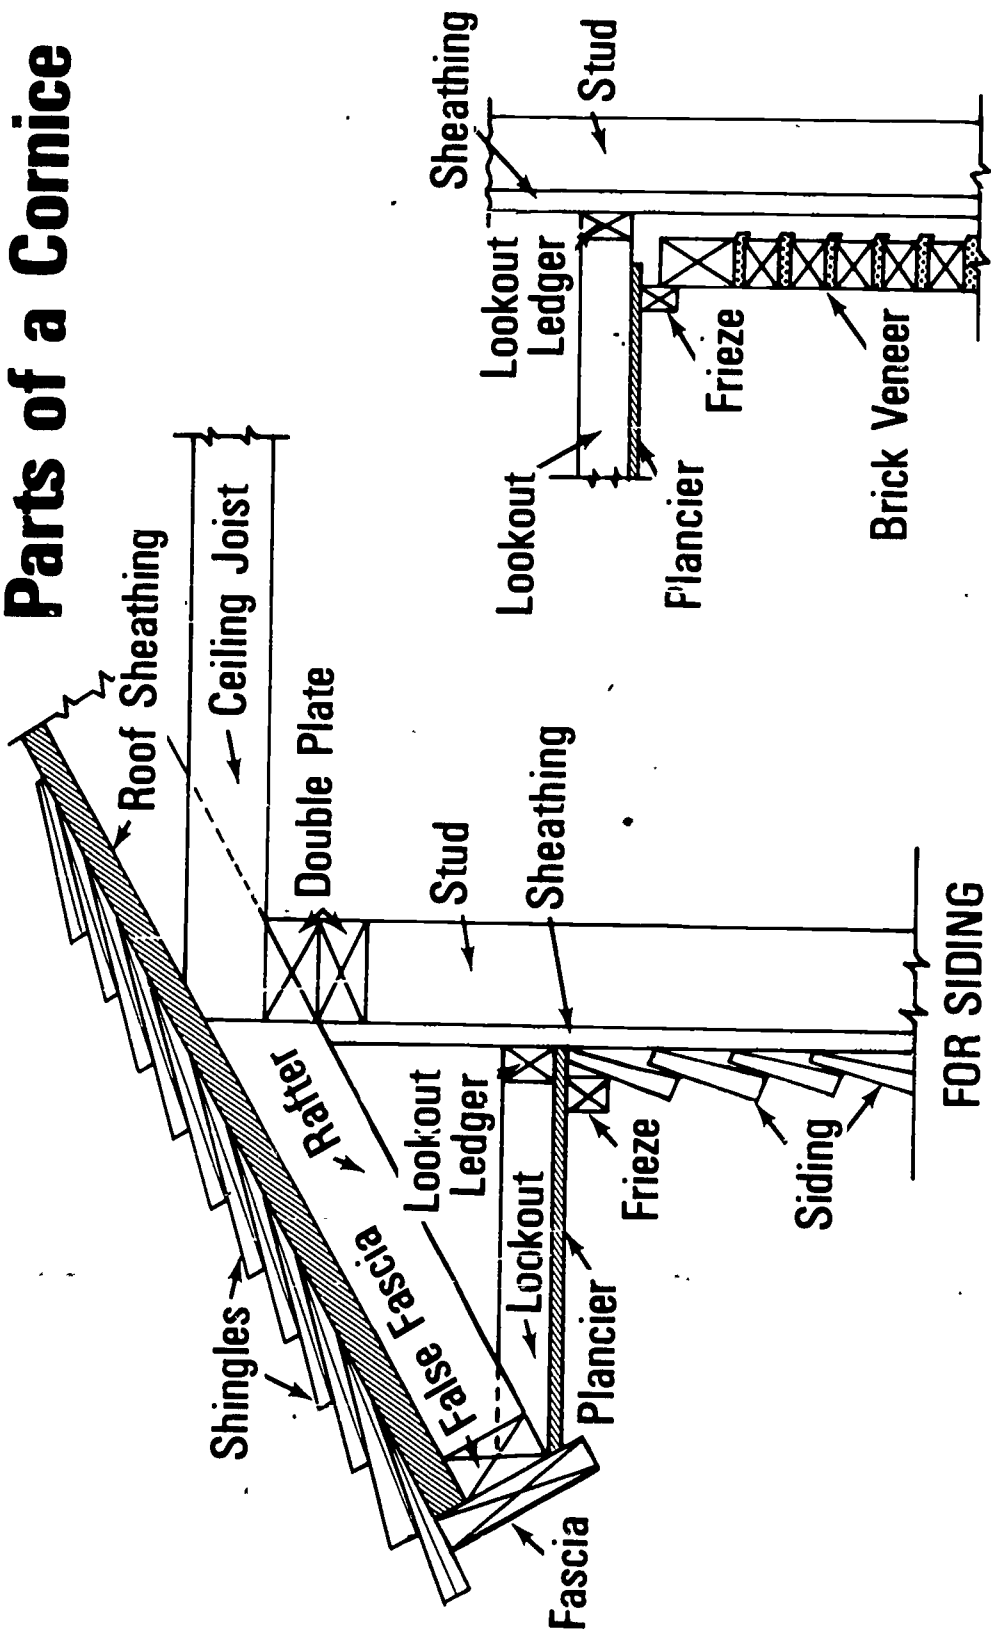 Parts of a Cornice
Roof Sheathing
Ceiling Joist
Shingles
Double Plate
Rafter
False Fascia
Stud
Sheathing
Lookout
Ledger
Lookout
Fascia
Plancier
Frieze
Siding
FOR SIDING
Sheathing
Stud
Lookout
Ledger
Lookout
Frieze
Plancier
Brick Veneer